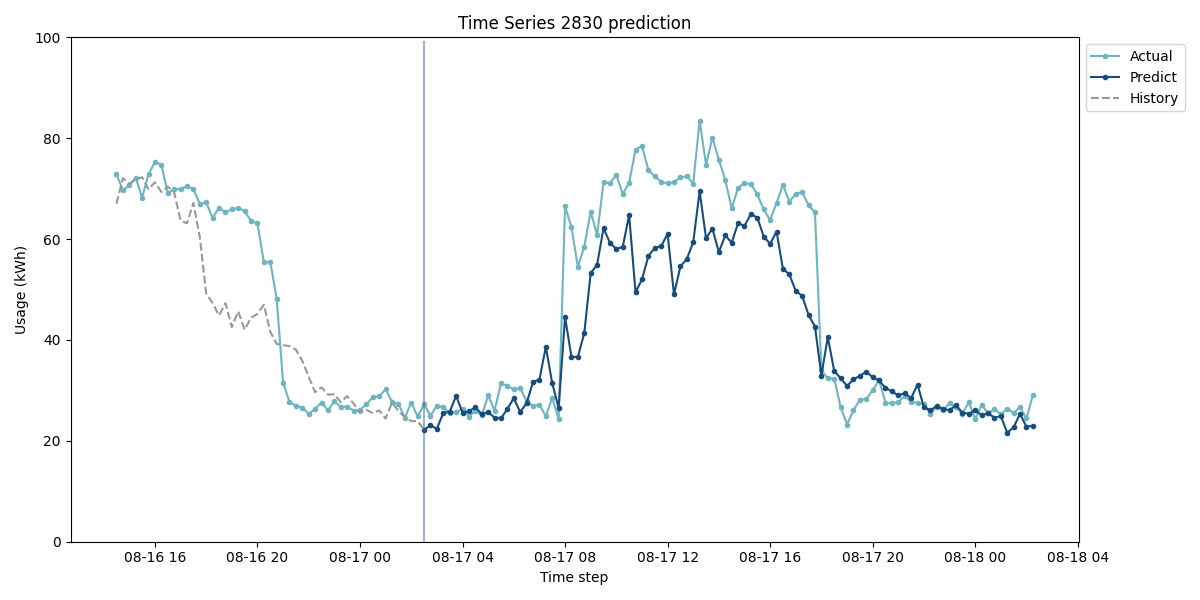 Time Series 2830 prediction
Actual
Predict
History
Usage (kWh)
100
80
60
40
20
0
08-16 16 08-16 20 08-17 00 08-17 04 08-17 08 08-17 12 08-17 16 08-17 20 08-18 00 08-18 04
Time step